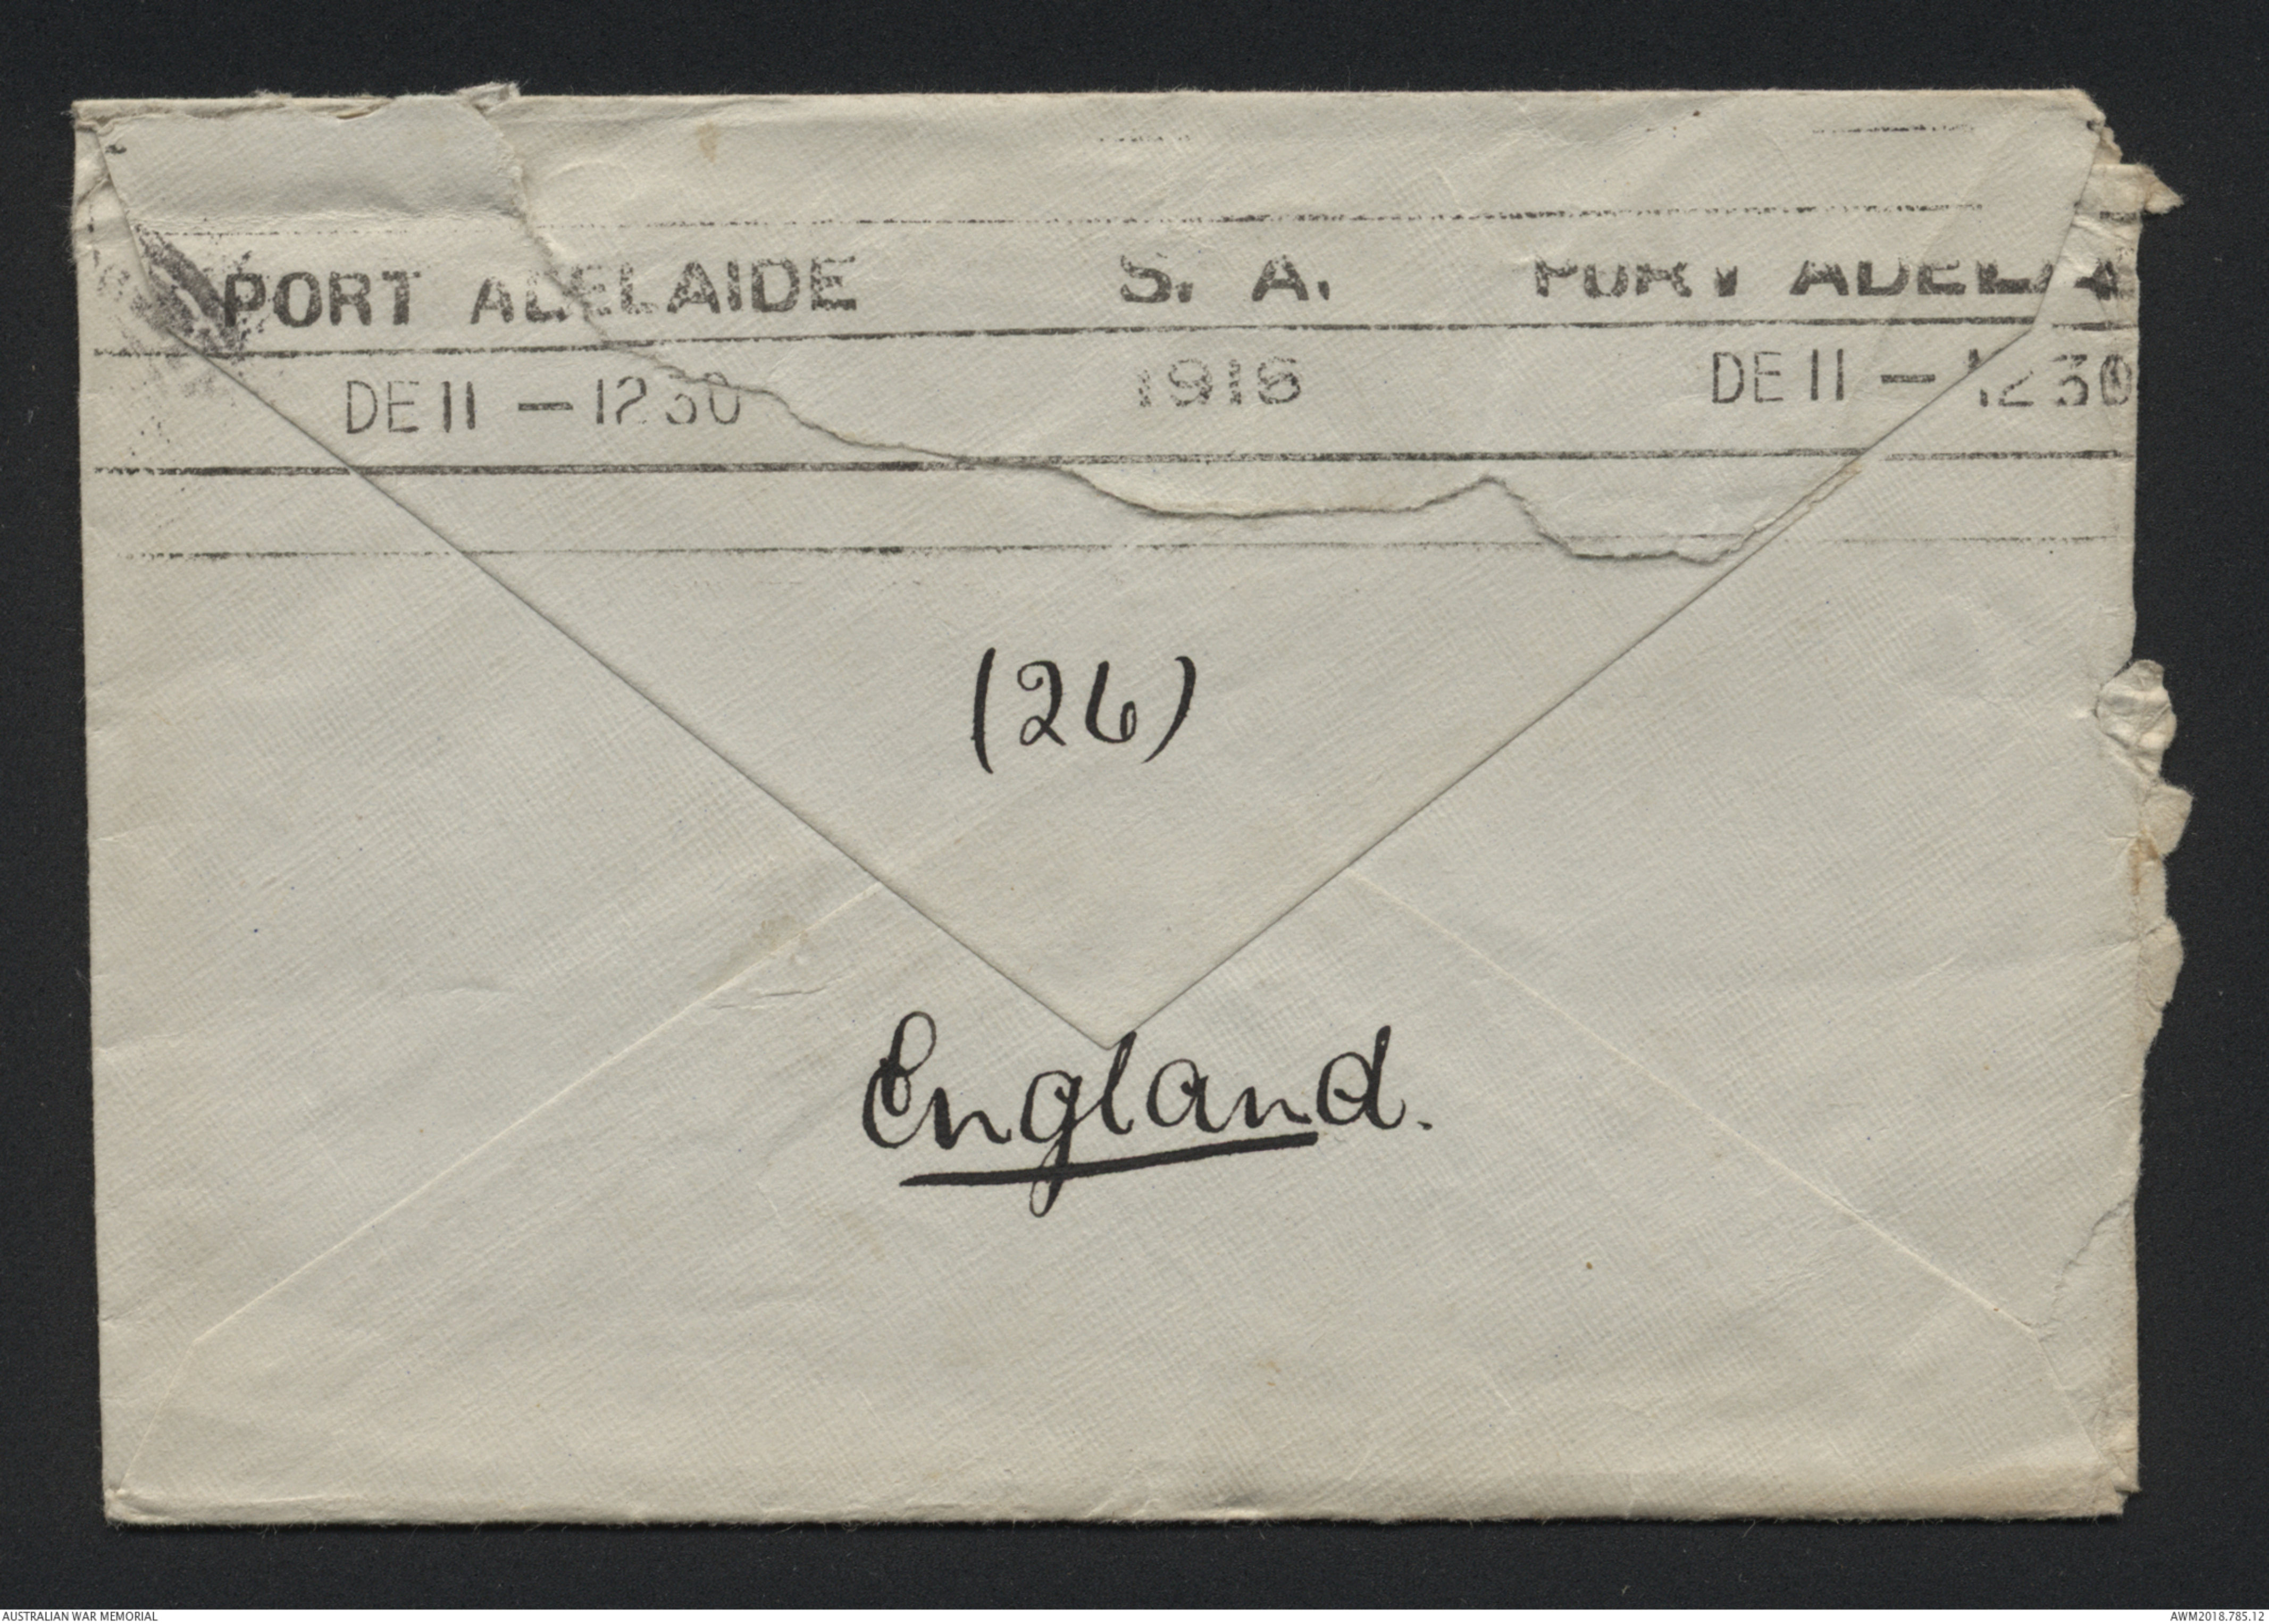 PORT ADELAIDE S. A. PORT ADELA
DE 11 — 12 30 1916 DE 11 — 12 30
(26)
England.
AUSTRALIAN WAR MEMORIAL
AWM2018.785.12